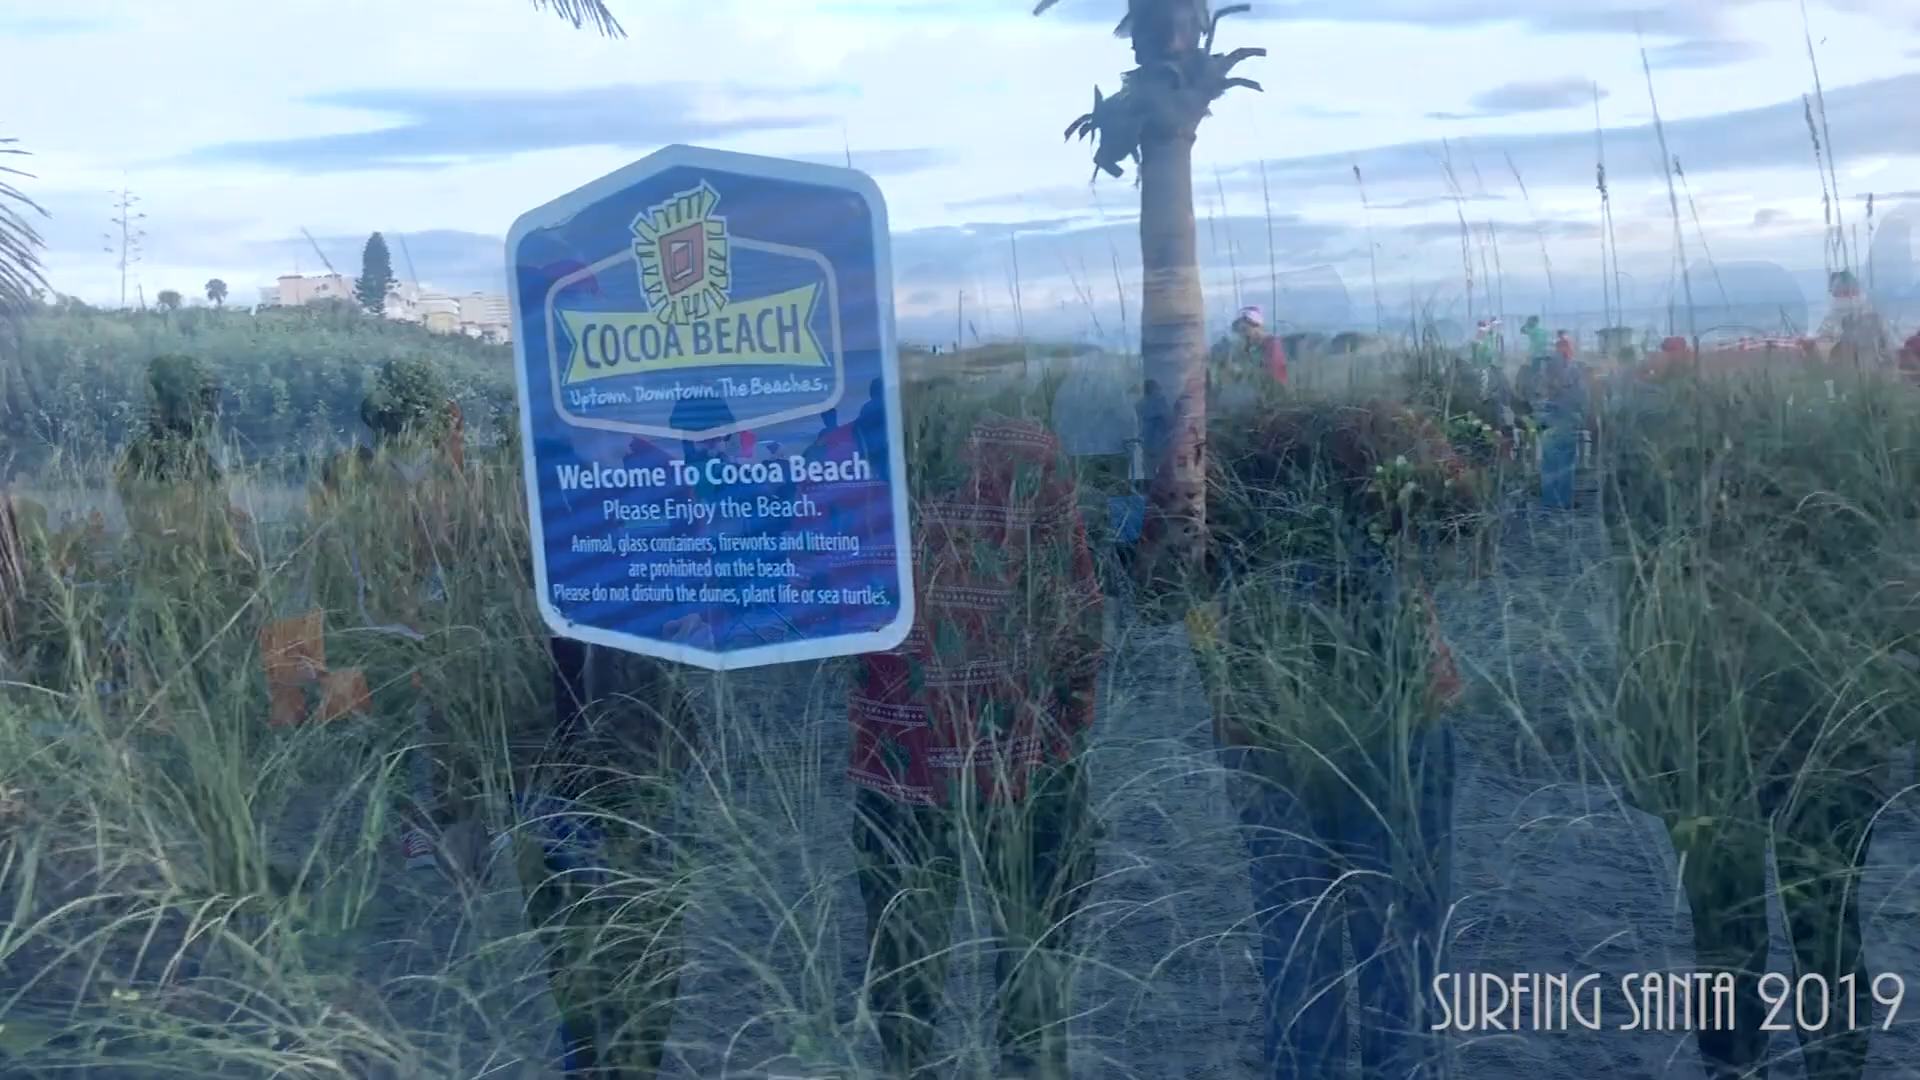 COCOA BEACH
Uptown. Downtown. The Beaches.
Welcome To Cocoa Beach
Please Enjoy the Beach.
Animal, glass containers, fireworks and littering
are prohibited on the beach.
Please do not disturb the dunes, plant life or sea turtles.
SURFING SANTA 2019